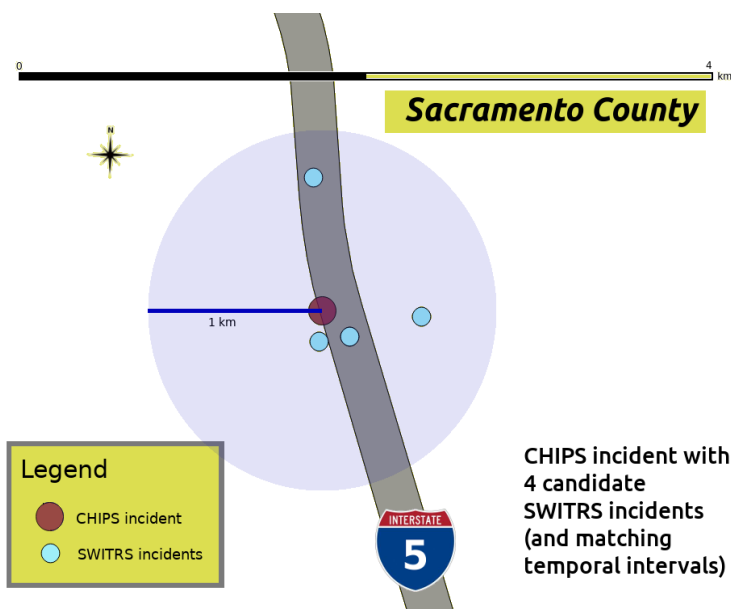 0
4
km
Sacramento County
N
1 km
Legend
CHIPS incident
SWITRS incidents
INTERSTATE
5
CHIPS incident with
4 candidate
SWITRS incidents
(and matching
temporal intervals)